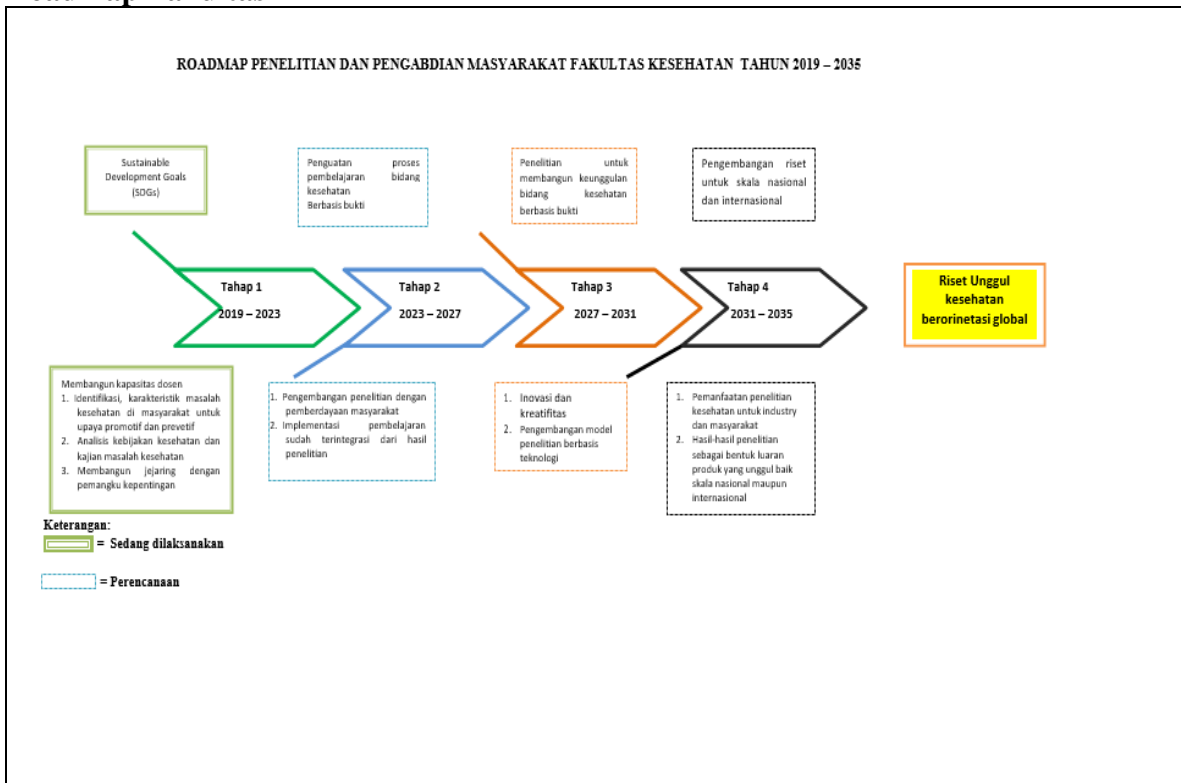 ROADMAP PENELITIAN DAN PENGABDIAN MASYARAKAT FAKULTAS KESEHATAN TAHUN 2019 – 2035
Sustainable
Development Goals
(SDGs)
Penguatan proses
pembelajaran bidang
kesehatan
Berbasis bukti
Penelitian untuk
membangun keunggulan
bidang kesehatan
berbasis bukti
Pengembangan riset
untuk skala nasional
dan internasional
Tahap 1
2019 – 2023
Tahap 2
2023 – 2027
Tahap 3
2027 – 2031
Tahap 4
2031 – 2035
Riset Unggul
kesehatan
berorinetasi global
Membangun kapasitas dosen
1. Identifikasi, karakteristik masalah
kesehatan di masyarakat untuk
upaya promotif dan prevetif
2. Analisis kebijakan kesehatan dan
kajian masalah kesehatan
3. Membangun jejaring dengan
pemangku kepentingan
1. Pengembangan penelitian dengan
pemberdayaan masyarakat
2. Implementasi pembelajaran
sudah terintegrasi dari hasil
penelitian
1. Inovasi dan
kreatifitas
2. Pengembangan model
penelitian berbasis
teknologi
1. Pemanfaatan penelitian
kesehatan untuk industry
dan masyarakat
2. Hasil-hasil penelitian
sebagai bentuk luaran
produk yang unggul baik
skala nasional maupun
internasional
Keterangan:
= Sedang dilaksanakan
= Perencanaan